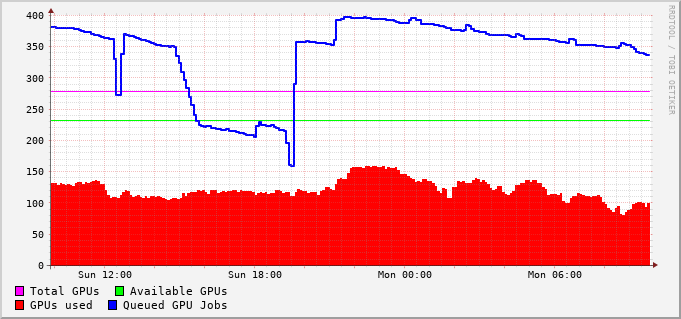 400
350
300
250
200
150
100
50
0
Sun 12:00 Sun 18:00 Mon 00:00 Mon 06:00
Total GPUs Available GPUs
GPUs used Queued GPU Jobs
RRDTOOL / TOBI OETIKER